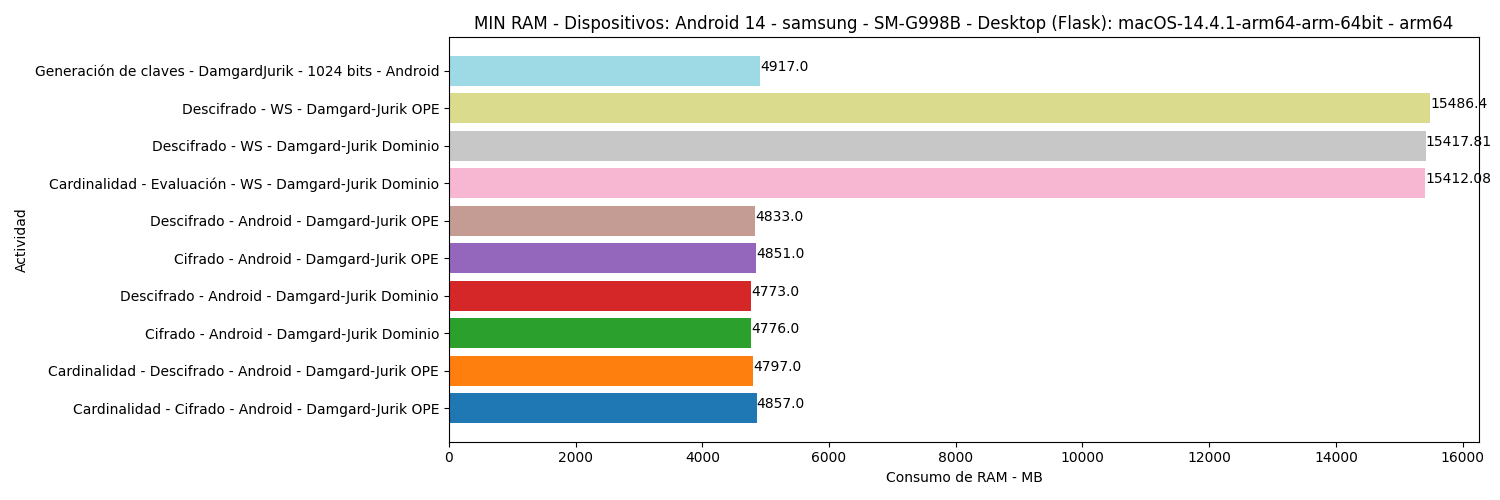 MIN RAM - Dispositivos: Android 14 - samsung - SM-G998B - Desktop (Flask): macOS-14.4.1-arm64-arm-64bit - arm64
Generación de claves - DamgardJurik - 1024 bits - Android 4917.0
Descifrado - WS - Damgard-Jurik OPE 15486.4
Descifrado - WS - Damgard-Jurik Dominio 15417.81
Cardinalidad - Evaluación - WS - Damgard-Jurik Dominio 15412.08
Descifrado - Android - Damgard-Jurik OPE 4833.0
Cifrado - Android - Damgard-Jurik OPE 4851.0
Descifrado - Android - Damgard-Jurik Dominio 4773.0
Cifrado - Android - Damgard-Jurik Dominio 4776.0
Cardinalidad - Descifrado - Android - Damgard-Jurik OPE 4797.0
Cardinalidad - Cifrado - Android - Damgard-Jurik OPE 4857.0
Actividad
0 2000 4000 6000 8000 10000 12000 14000 16000
Consumo de RAM - MB